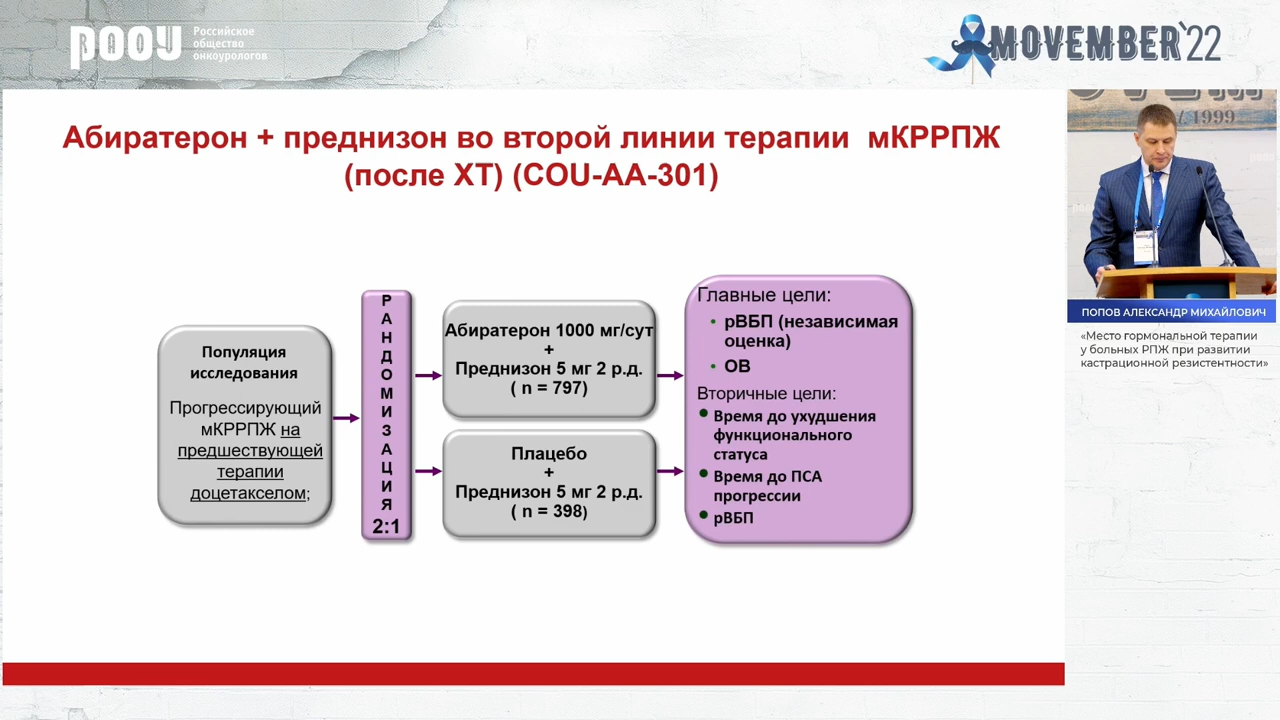 РООУ
Российское
общество
онкоурологов
MOVEMBER'22
Абиратерон + преднизон во второй линии терапии мКРРПЖ
(после ХТ) (COU-AA-301)
Популяция
исследования
Прогрессирующий
мКРРПЖ на
предшествующей
терапии
доцетакселом;
Р
А
Н
Д
О
М
И
З
А
Ц
И
Я
2:1
Абиратерон 1000 мг/сут
+
Преднизон 5 мг 2 р.д.
( n = 797)
Плацебо
+
Преднизон 5 мг 2 р.д.
( n = 398)
Главные цели:
• рВБП (независимая
оценка)
• ОВ
Вторичные цели:
• Время до ухудшения
функционального
статуса
• Время до ПСА
прогрессии
• рВБП
/ 1999
ПОПОВ АЛЕКСАНДР МИХАЙЛОВИЧ
«Место гормональной терапии
у больных РПЖ при развитии
кастрационной резистентности»